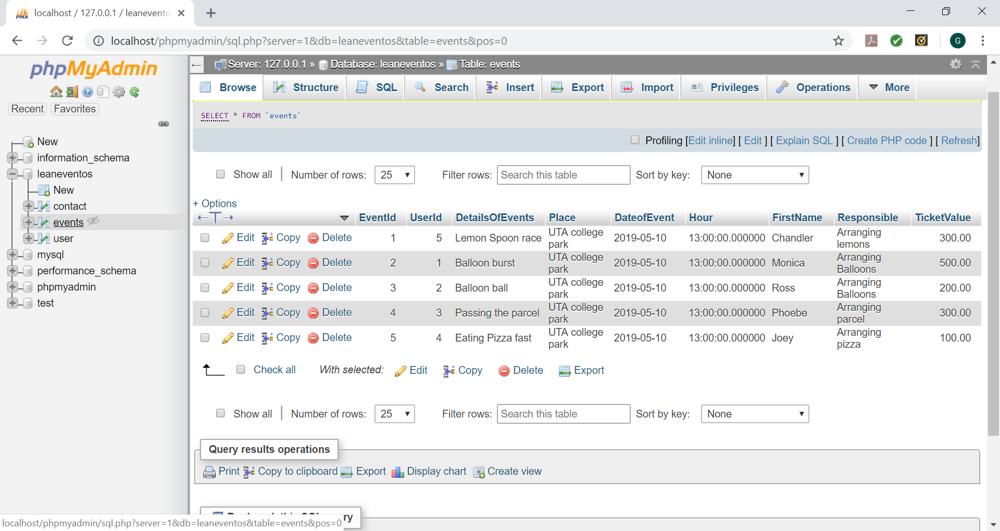 localhost / 127.0.0.1 / leanevento
localhost/phpmyadmin/sql.php?server=1&db=leaneventos&table=events&pos=0
G
phpMyAdmin
Recent Favorites
New
information_schema
leaneventos
New
contact
events
user
mysql
performance_schema
phpmyadmin
test
Server: 127.0.0.1 » Database: leaneventos » Table: events
Browse Structure SQL Search Insert Export Import Privileges Operations More
SELECT * FROM `events`
Profiling [Edit inline] [ Edit ] [ Explain SQL ] [ Create PHP code ] [ Refresh]
Show all Number of rows: 25 Filter rows: Search this table Sort by key: None
+ Options
EventId UserId DetailsOfEvents Place DateofEvent Hour FirstName Responsible TicketValue
Edit Copy Delete 1 5 Lemon Spoon race UTA college park 2019-05-10 13:00:00.000000 Chandler Arranging lemons 300.00
Edit Copy Delete 2 1 Balloon burst UTA college park 2019-05-10 13:00:00.000000 Monica Arranging Balloons 500.00
Edit Copy Delete 3 2 Balloon ball UTA college park 2019-05-10 13:00:00.000000 Ross Arranging Balloons 200.00
Edit Copy Delete 4 3 Passing the parcel UTA college park 2019-05-10 13:00:00.000000 Phoebe Arranging parcel 300.00
Edit Copy Delete 5 4 Eating Pizza fast UTA college park 2019-05-10 13:00:00.000000 Joey Arranging pizza 100.00
Check all With selected: Edit Copy Delete Export
Show all Number of rows: 25 Filter rows: Search this table Sort by key: None
Query results operations
Print Copy to clipboard Export Display chart Create view
localhost/phpmyadmin/sql.php?server=1&db=leaneventos&table=events&pos=0